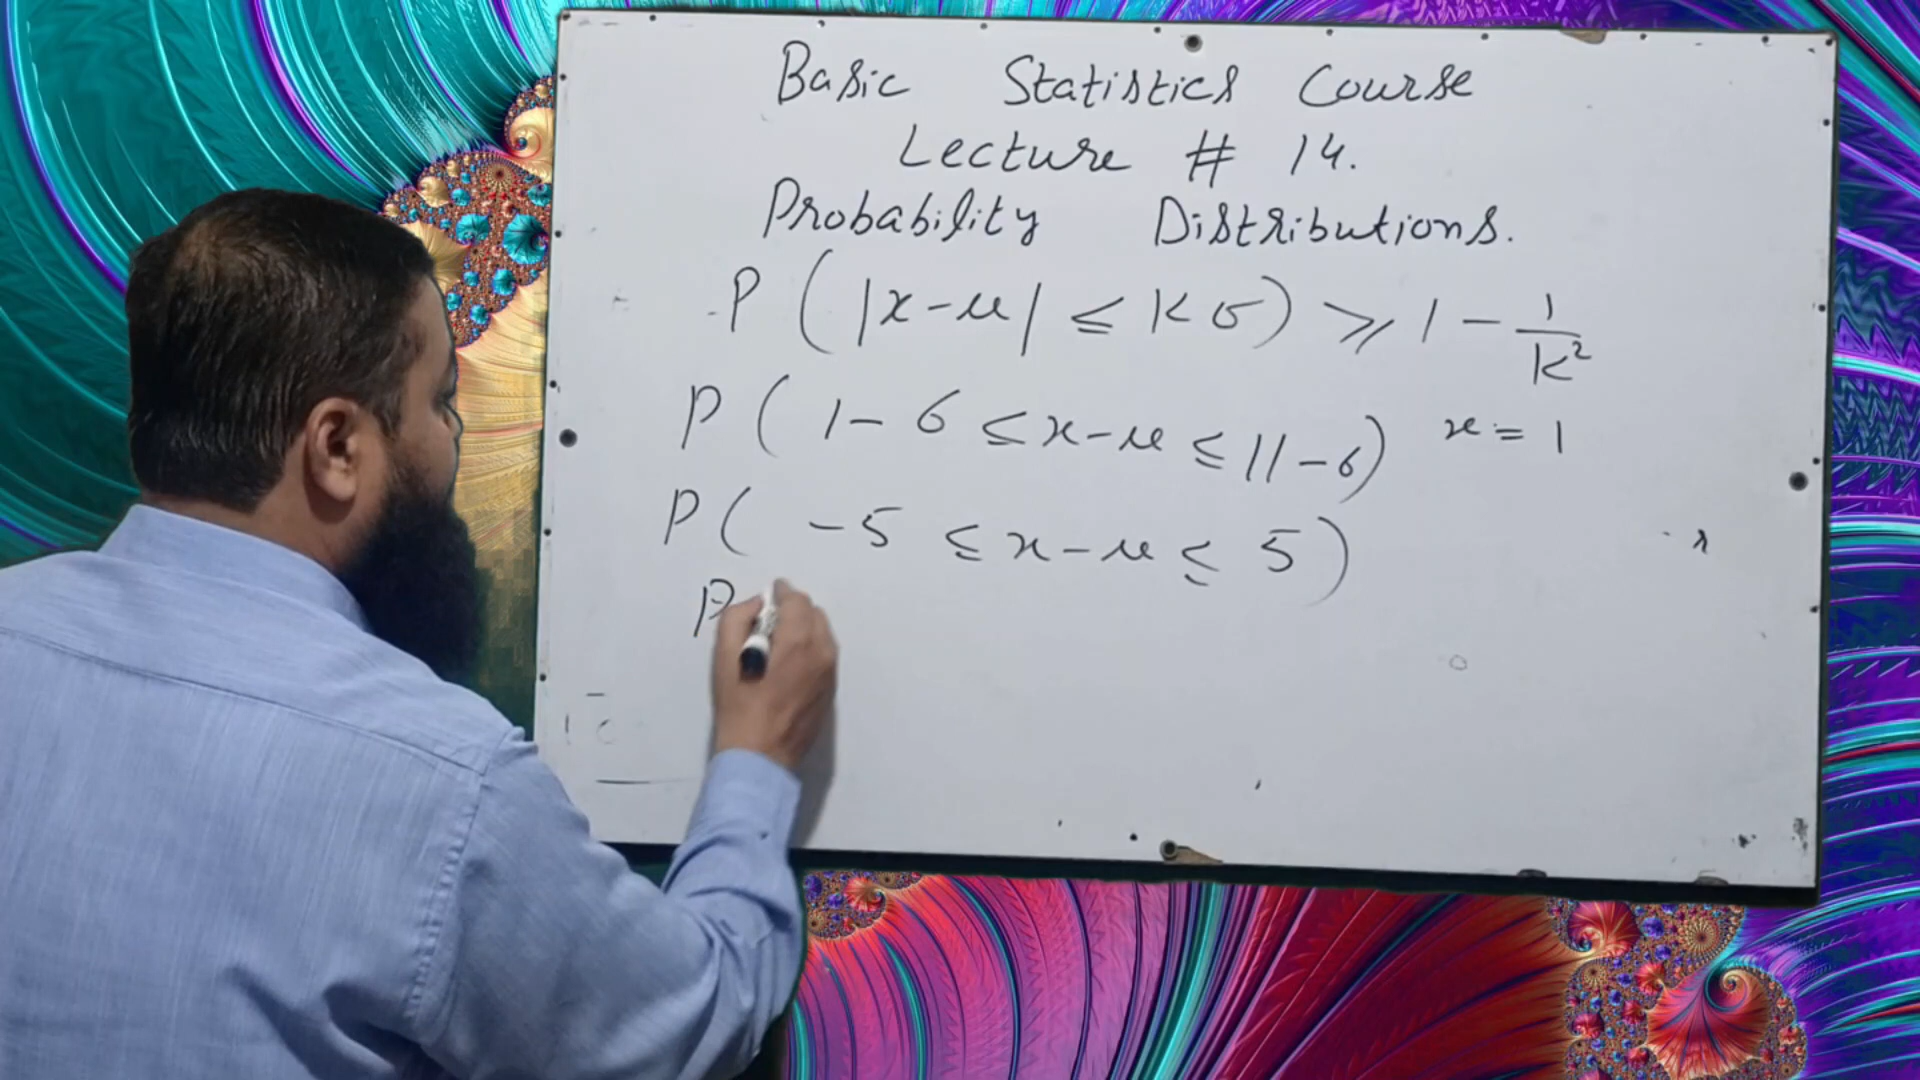 Basic Statistics Course
Lecture # 14.
Probability Distributions.
P ( |x-μ| ≤ Kσ ) ≥ 1 - 1/K²
P ( 1-6 ≤ x-μ ≤ 11-6) x = 1
P ( -5 ≤ x-μ ≤ 5 )
P